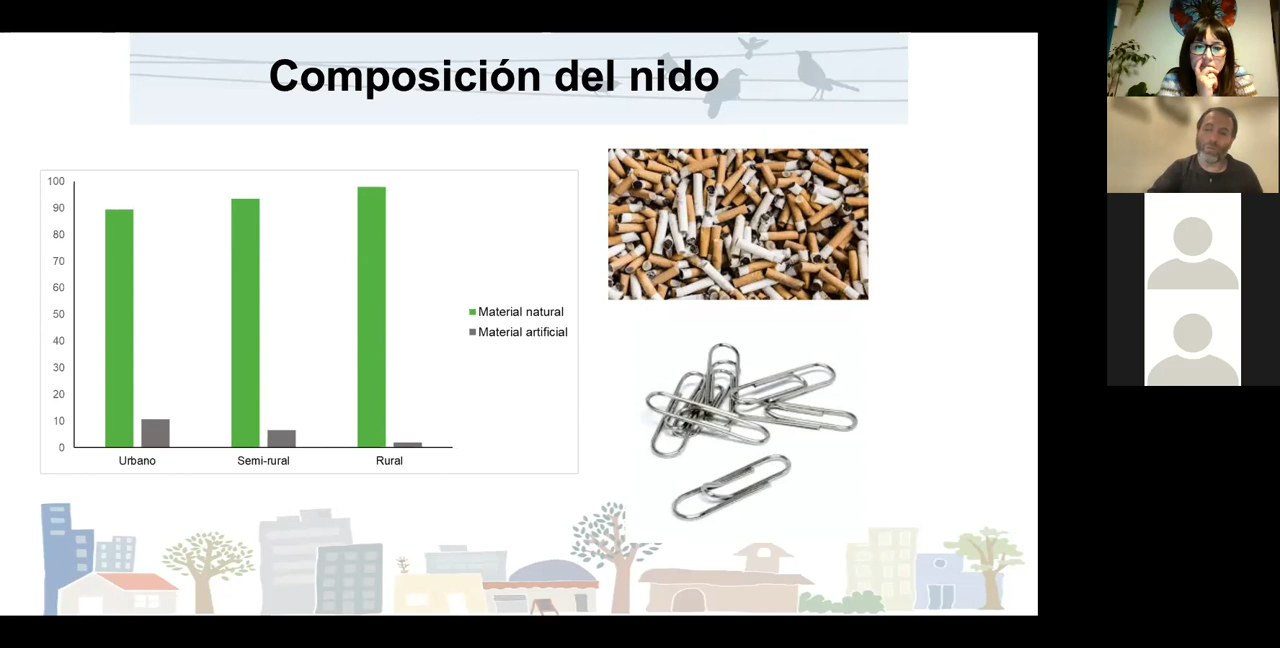 Composición del nido
100
90
80
70
60
50
40
30
20
10
0
Urbano Semi-rural Rural
Material natural
Material artificial